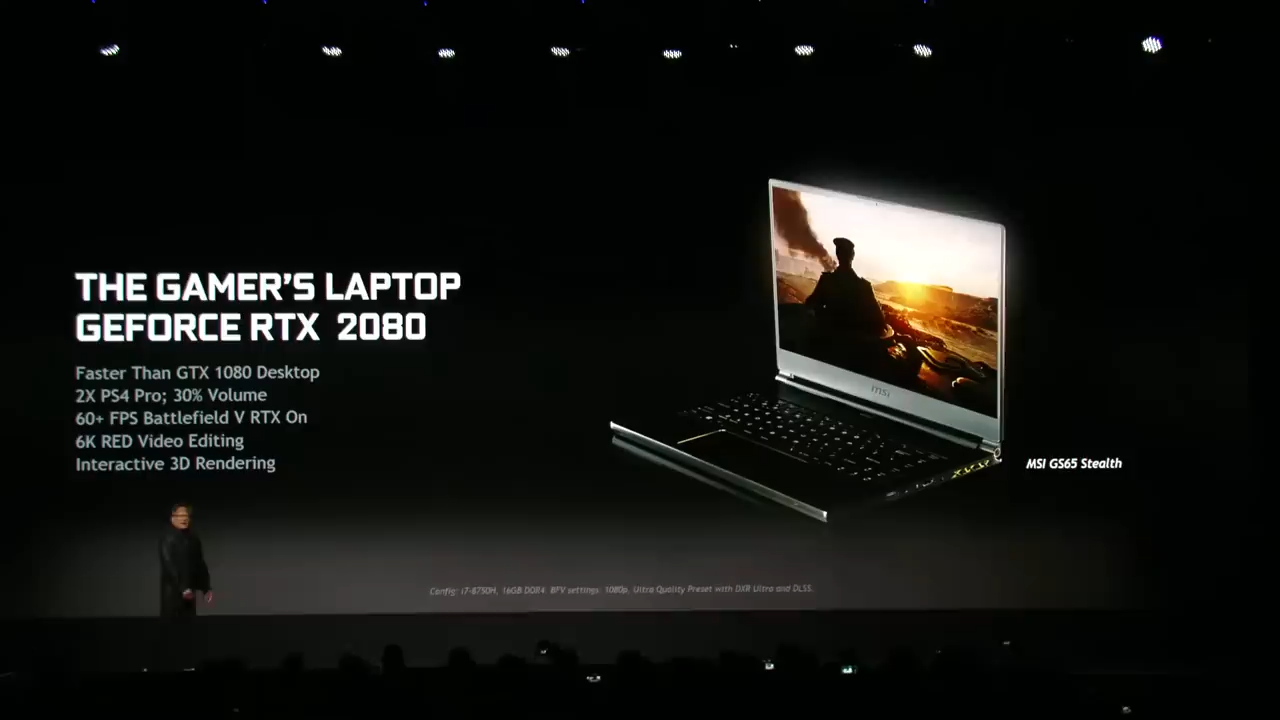 THE GAMER'S LAPTOP
GEFORCE RTX 2080
Faster Than GTX 1080 Desktop
2X PS4 Pro; 30% Volume
60+ FPS Battlefield V RTX On
6K RED Video Editing
Interactive 3D Rendering
msi
MSI GS65 Stealth
Config: i7-8750H, 16GB DDR4. BFV settings: 1080p, Ultra Quality Preset with DXR Ultra and DLSS.